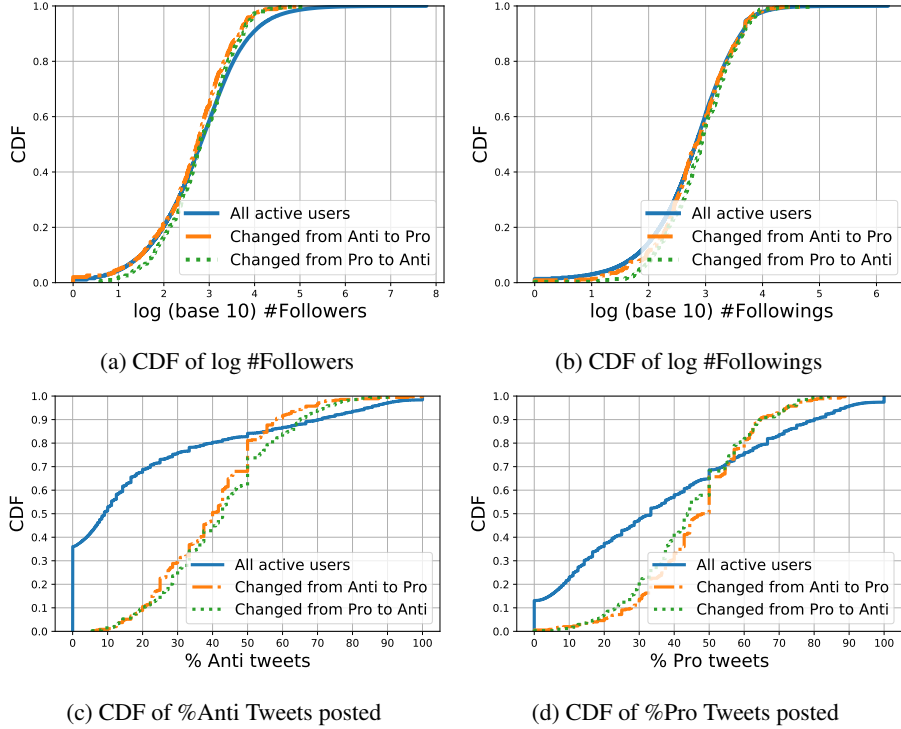 1.0
0.8
0.6
0.4
0.2
0.0
CDF
0 1 2 3 4 5 6 7 8
log (base 10) #Followers
All active users
Changed from Anti to Pro
Changed from Pro to Anti
(a) CDF of log #Followers
1.0
0.8
0.6
0.4
0.2
0.0
CDF
0 1 2 3 4 5 6
log (base 10) #Followings
All active users
Changed from Anti to Pro
Changed from Pro to Anti
(b) CDF of log #Followings
1.0
0.9
0.8
0.7
0.6
0.5
0.4
0.3
0.2
0.1
0.0
CDF
0 10 20 30 40 50 60 70 80 90 100
% Anti tweets
All active users
Changed from Anti to Pro
Changed from Pro to Anti
(c) CDF of %Anti Tweets posted
1.0
0.9
0.8
0.7
0.6
0.5
0.4
0.3
0.2
0.1
0.0
CDF
0 10 20 30 40 50 60 70 80 90 100
% Pro tweets
All active users
Changed from Anti to Pro
Changed from Pro to Anti
(d) CDF of %Pro Tweets posted